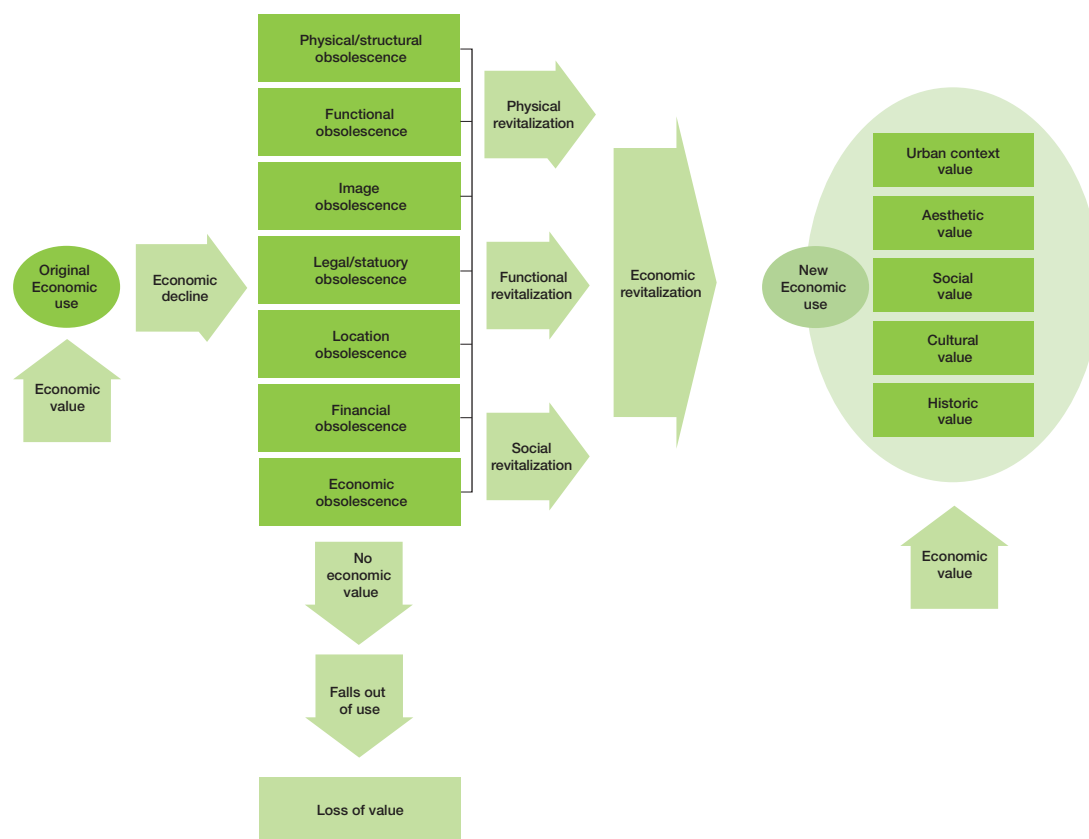 Original
Economic
use
Economic
value
Economic
decline
Physical/structural
obsolescence
Functional
obsolescence
Image
obsolescence
Legal/statuory
obsolescence
Location
obsolescence
Financial
obsolescence
Economic
obsolescence
No
economic
value
Falls out
of use
Loss of value
Physical
revitalization
Functional
revitalization
Social
revitalization
Economic
revitalization
New
Economic
use
Urban context
value
Aesthetic
value
Social
value
Cultural
value
Historic
value
Economic
value